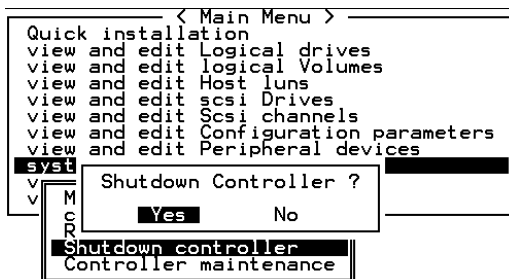 < Main Menu >
Quick installation
view and edit Logical drives
view and edit logical Volumes
view and edit Host luns
view and edit scsi Drives
view and edit Scsi channels
view and edit Configuration parameters
view and edit Peripheral devices
syst
v
v
Shutdown Controller ?
Yes No
M
c
R
Shutdown controller
Controller maintenance